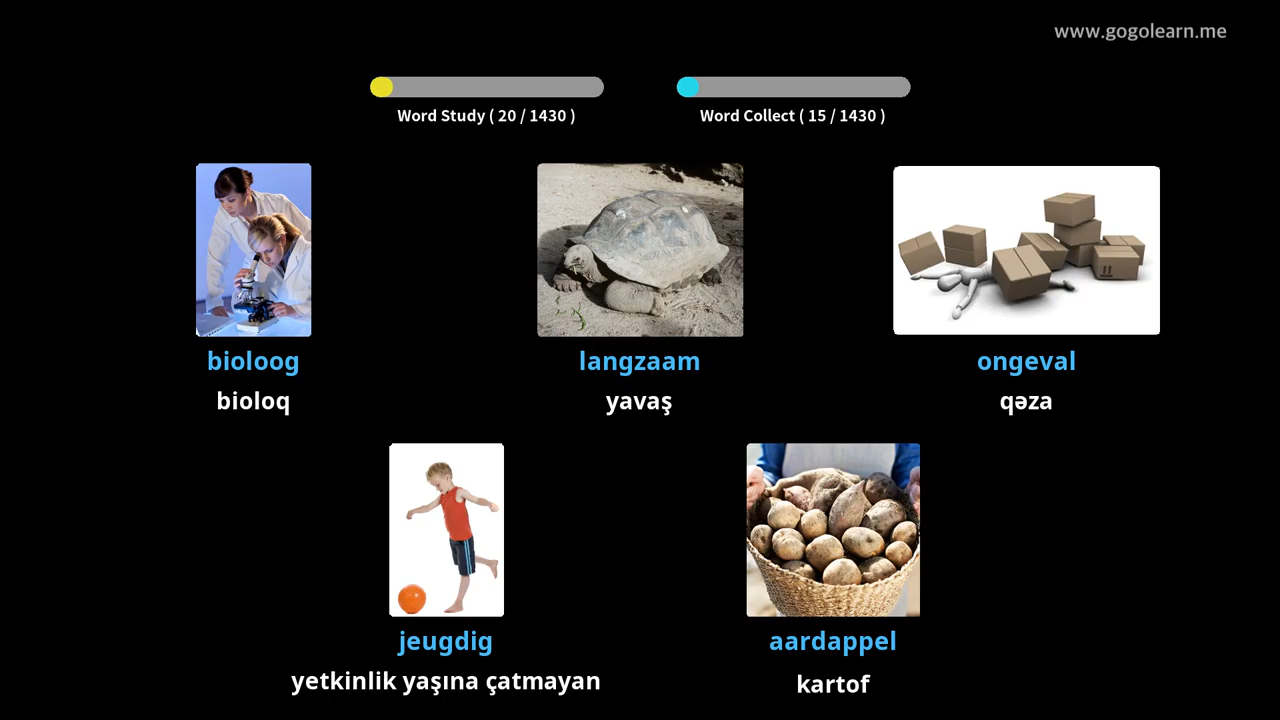 www.gogolearn.me
Word Study ( 20 / 1430 )
Word Collect ( 15 / 1430 )
bioloog
langzaam
ongeval
bioloq
yavaş
qəza
jeugdig
aardappel
yetkinlik yaşına çatmayan
kartof